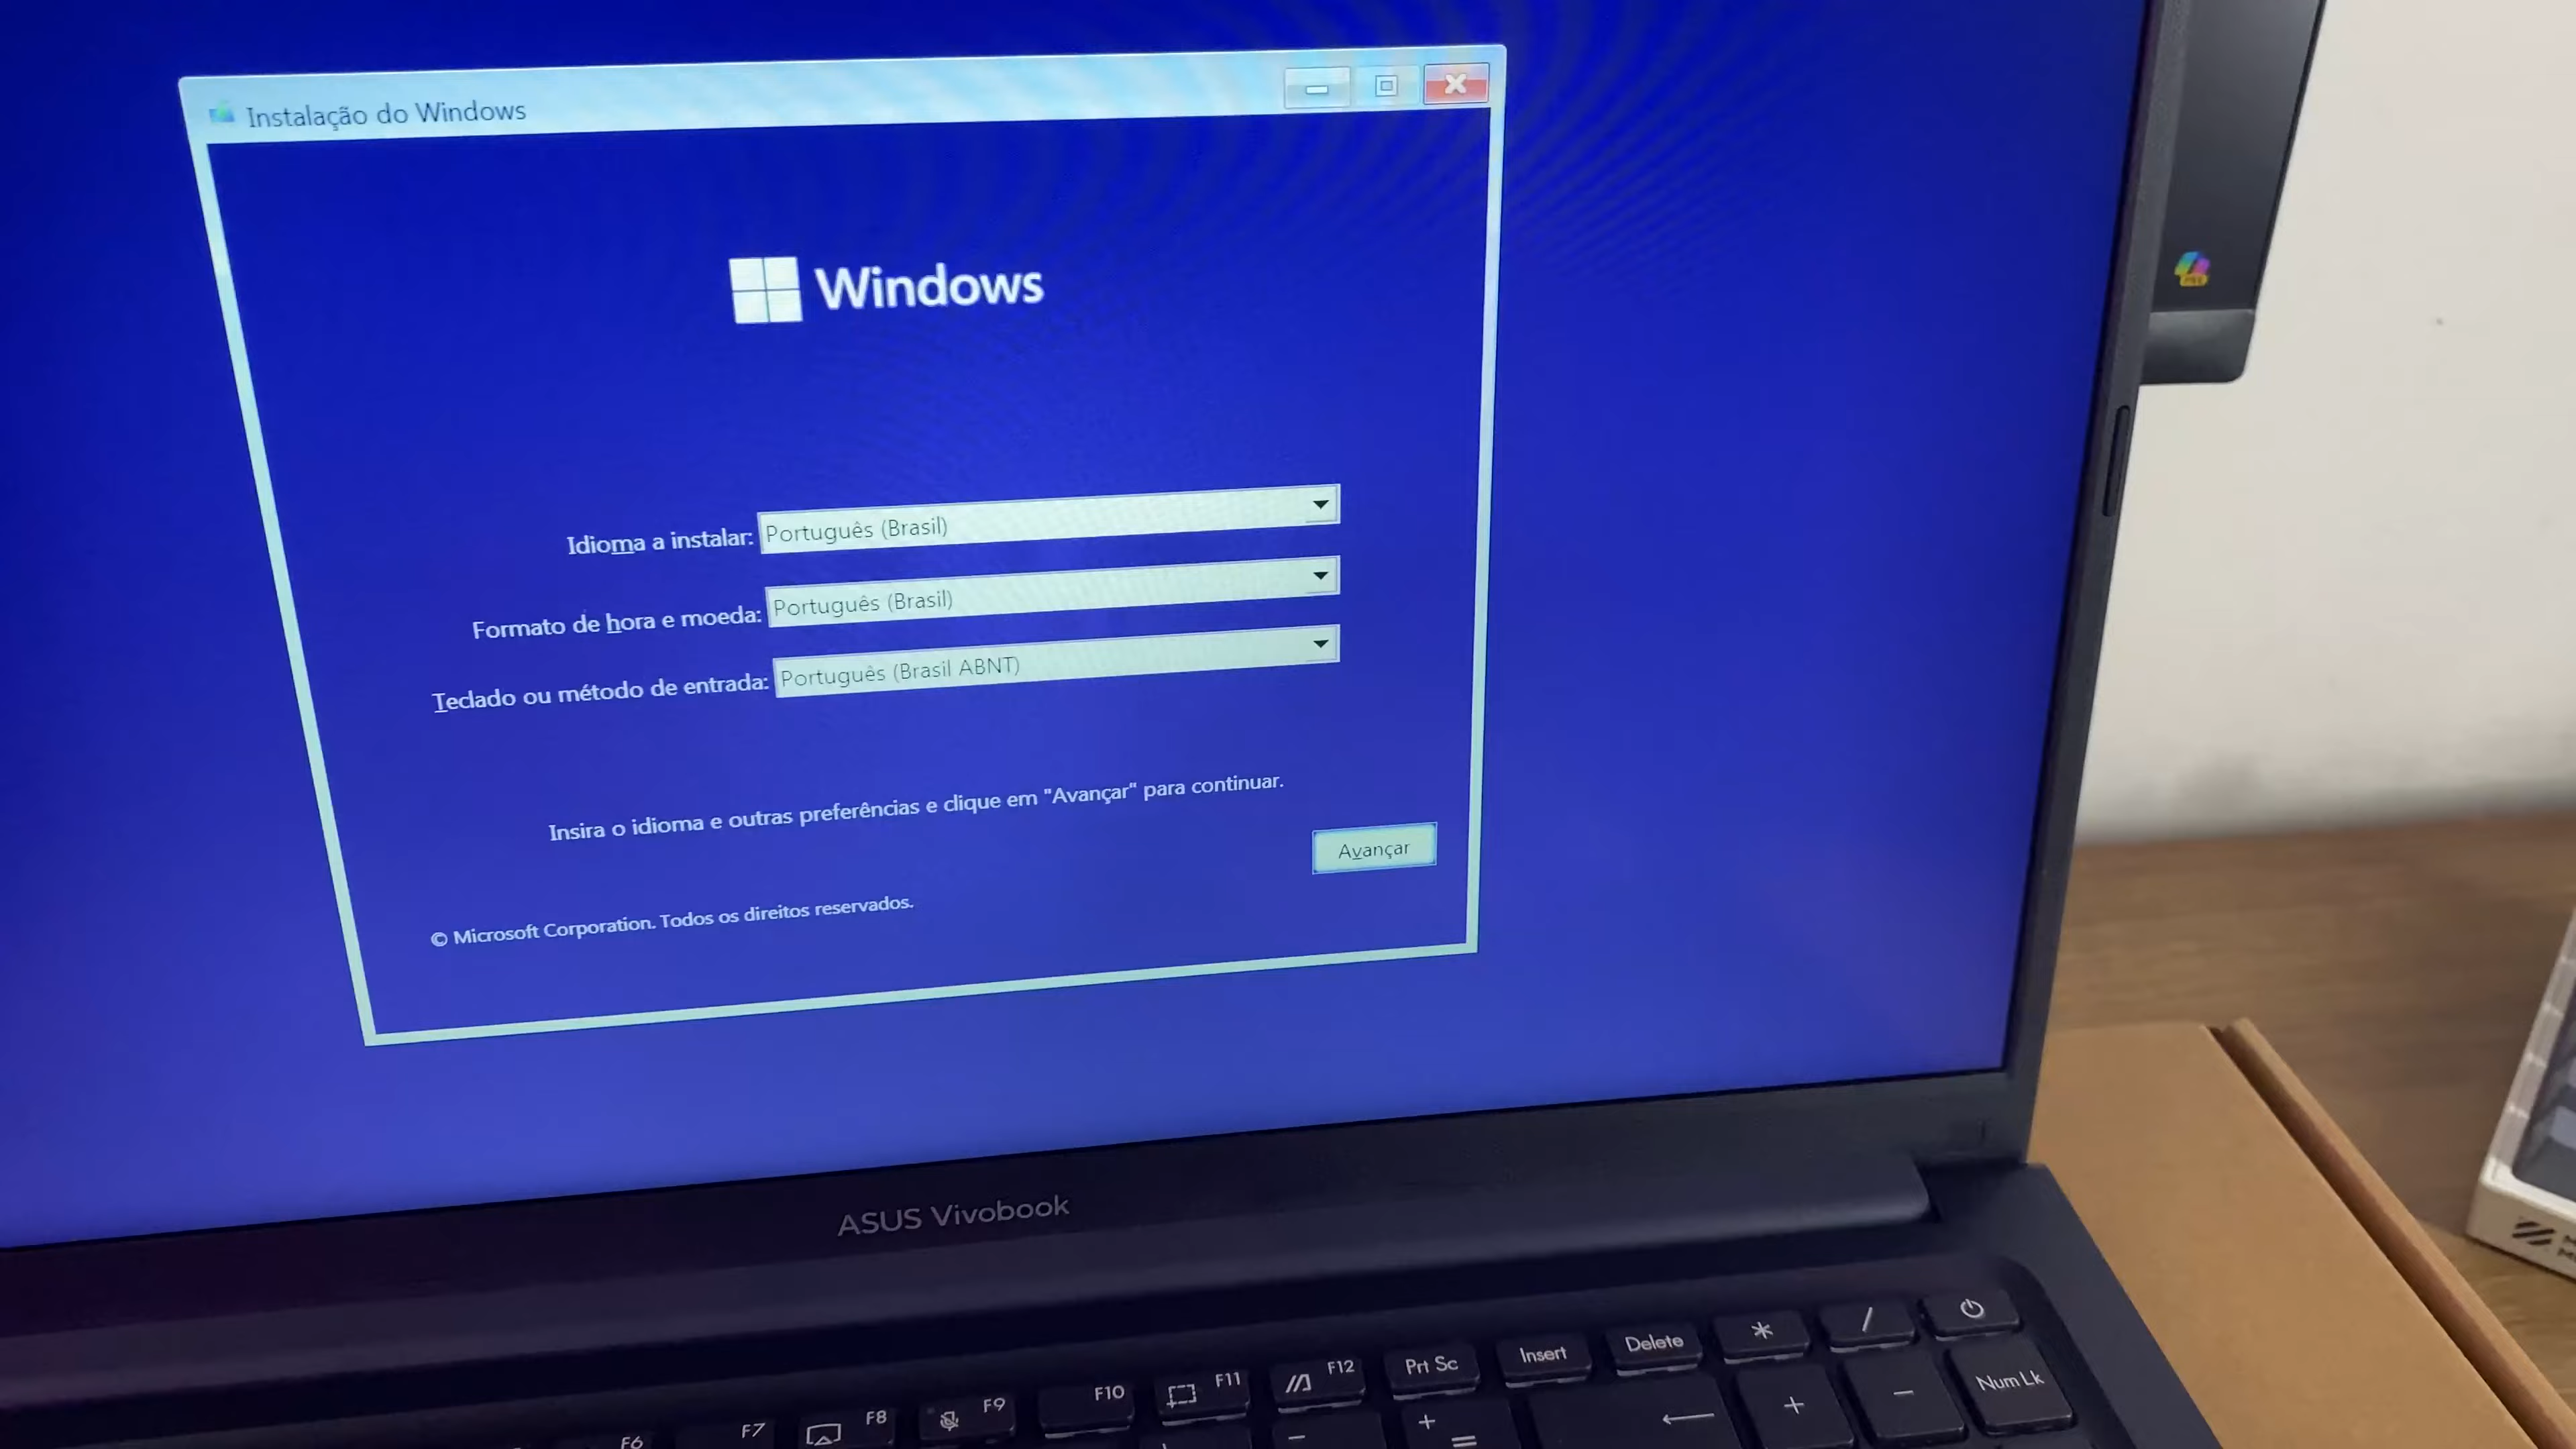 Instalação do Windows
Windows
Idioma a instalar: Português (Brasil)
Formato de hora e moeda: Português (Brasil)
Teclado ou método de entrada: Português (Brasil ABNT)
Insira o idioma e outras preferências e clique em "Avançar" para continuar.
Avançar
© Microsoft Corporation. Todos os direitos reservados.
ASUS Vivobook
F6 F7 F8 F9 F10 F11 F12 Prt Sc Insert Delete * /
+ = ← + − Num Lk